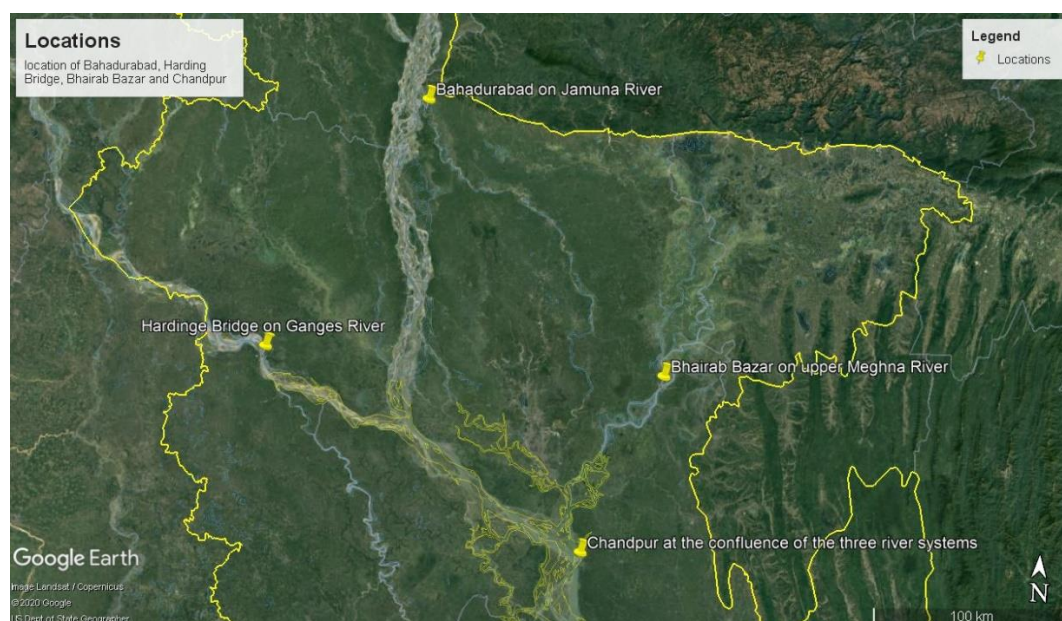 Locations
location of Bahadurabad, Harding
Bridge, Bhairab Bazar and Chandpur
Legend
Locations
Bahadurabad on Jamuna River
Hardinge Bridge on Ganges River
Bhairab Bazar on upper Meghna River
Chandpur at the confluence of the three river systems
Google Earth
Image Landsat / Copernicus
©2020 Google
US Dept of State Geographer
N
100 km